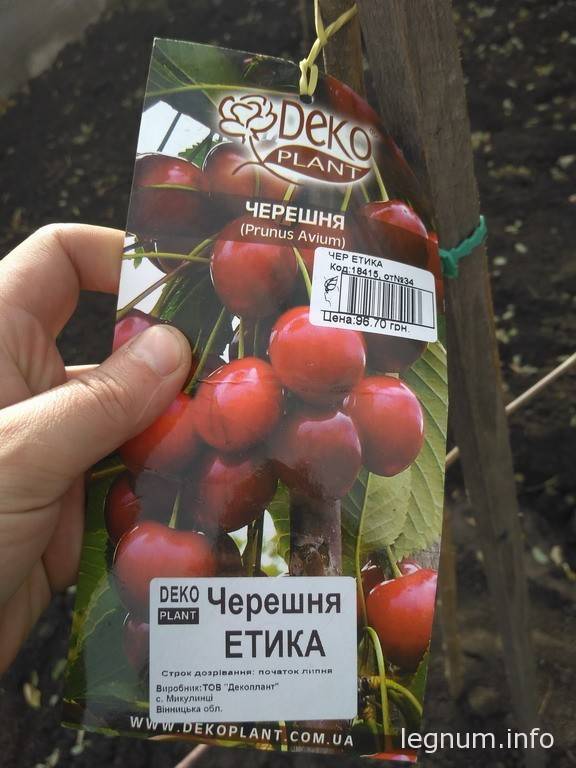 Deko
PLANT
ЧЕРЕШНЯ
(Prunus Avium)
ЧЕР ЕТИКА
Код:18415, от№34
Цена:96.70 грн.
DEKO
PLANT
Черешня
ЕТИКА
Строк дозрівання: початок липня
Виробник:ТОВ "Декоплант"
с. Микулинці
Вінницька обл.
WWW.DEKOPLANT.COM.UA
legnum.info